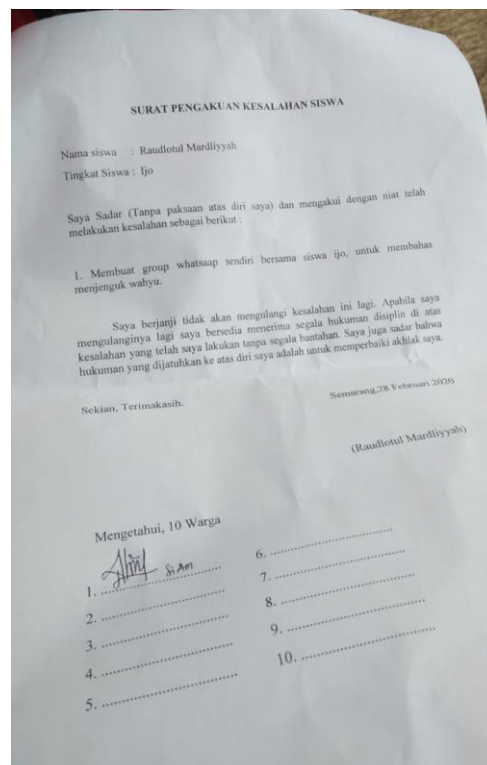 SURAT PENGAKUAN KESALAHAN SISWA
Nama siswa : Raudlotul Mardliyyah
Tingkat Siswa : Ijo
Saya Sadar (Tanpa paksaan atas diri saya) dan mengakui dengan niat telah
melakukan kesalahan sebagai berikut :
1. Membuat group whatsaap sendiri bersama siswa ijo, untuk membahas
menjenguk wahyu.
Saya berjanji tidak akan mengulangi kesalahan ini lagi. Apabila saya
mengulanginya lagi saya bersedia menerima segala hukuman disiplin di atas
kesalahan yang telah saya lakukan tanpa segala bantahan. Saya juga sadar bahwa
hukuman yang dijatuhkan ke atas diri saya adalah untuk memperbaiki akhlak saya.
Sekian, Terimakasih.
Semarang,28 Februari 2020
(Raudlotul Mardliyyah)
Mengetahui, 10 Warga
1. SiAm
2.
3.
4.
5.
6.
7.
8.
9.
10.